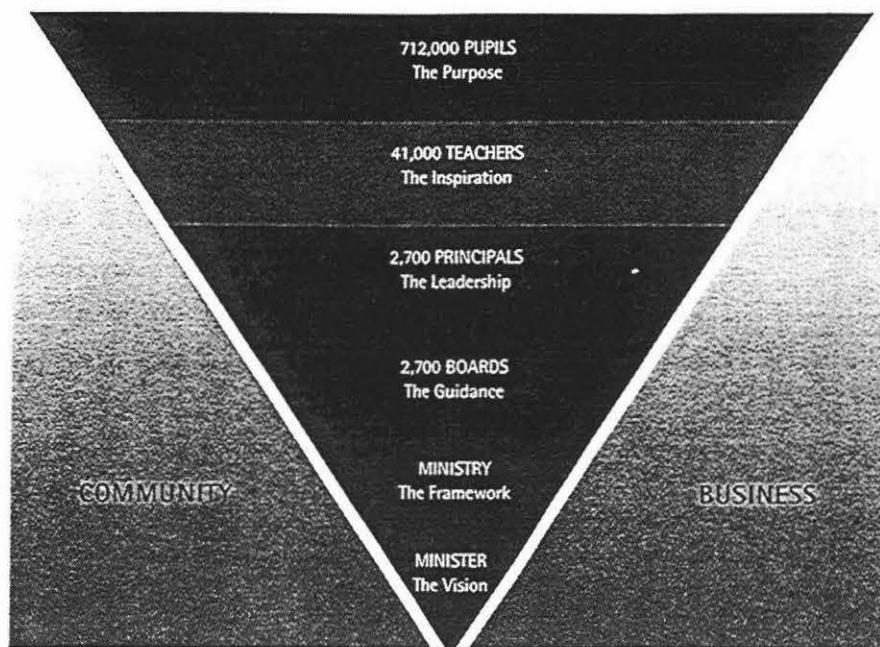 712,000 PUPILS
The Purpose
41,000 TEACHERS
The Inspiration
2,700 PRINCIPALS
The Leadership
2,700 BOARDS
The Guidance
MINISTRY
The Framework
COMMUNITY
BUSINESS
MINISTER
The Vision